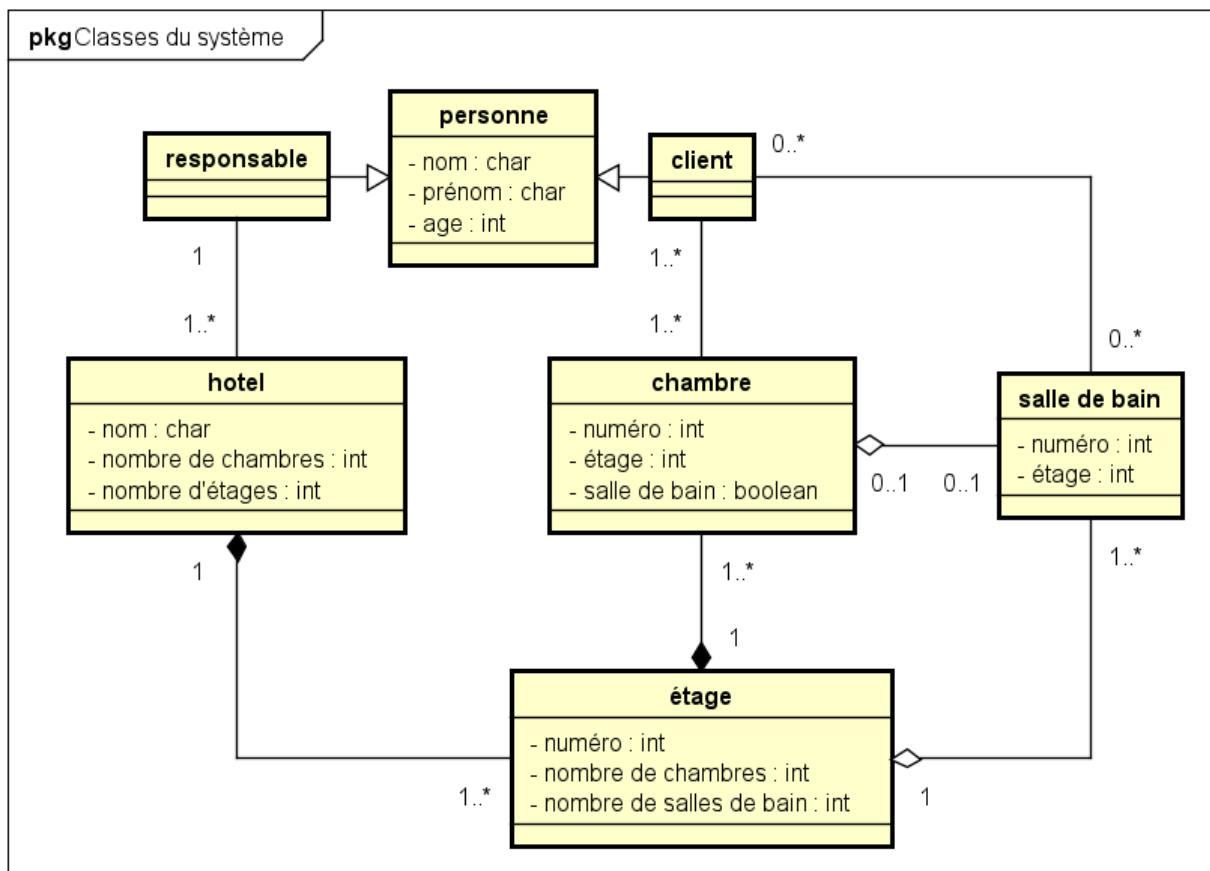 pkg Classes du système
personne
- nom : char
- prénom : char
- age : int
responsable
client
0..*
1
1..*
1..*
1..*
0..*
hotel
- nom : char
- nombre de chambres : int
- nombre d'étages : int
chambre
- numéro : int
- étage : int
- salle de bain : boolean
salle de bain
- numéro : int
- étage : int
0..1
0..1
1
1..*
1..*
1
étage
- numéro : int
- nombre de chambres : int
- nombre de salles de bain : int
1..*
1